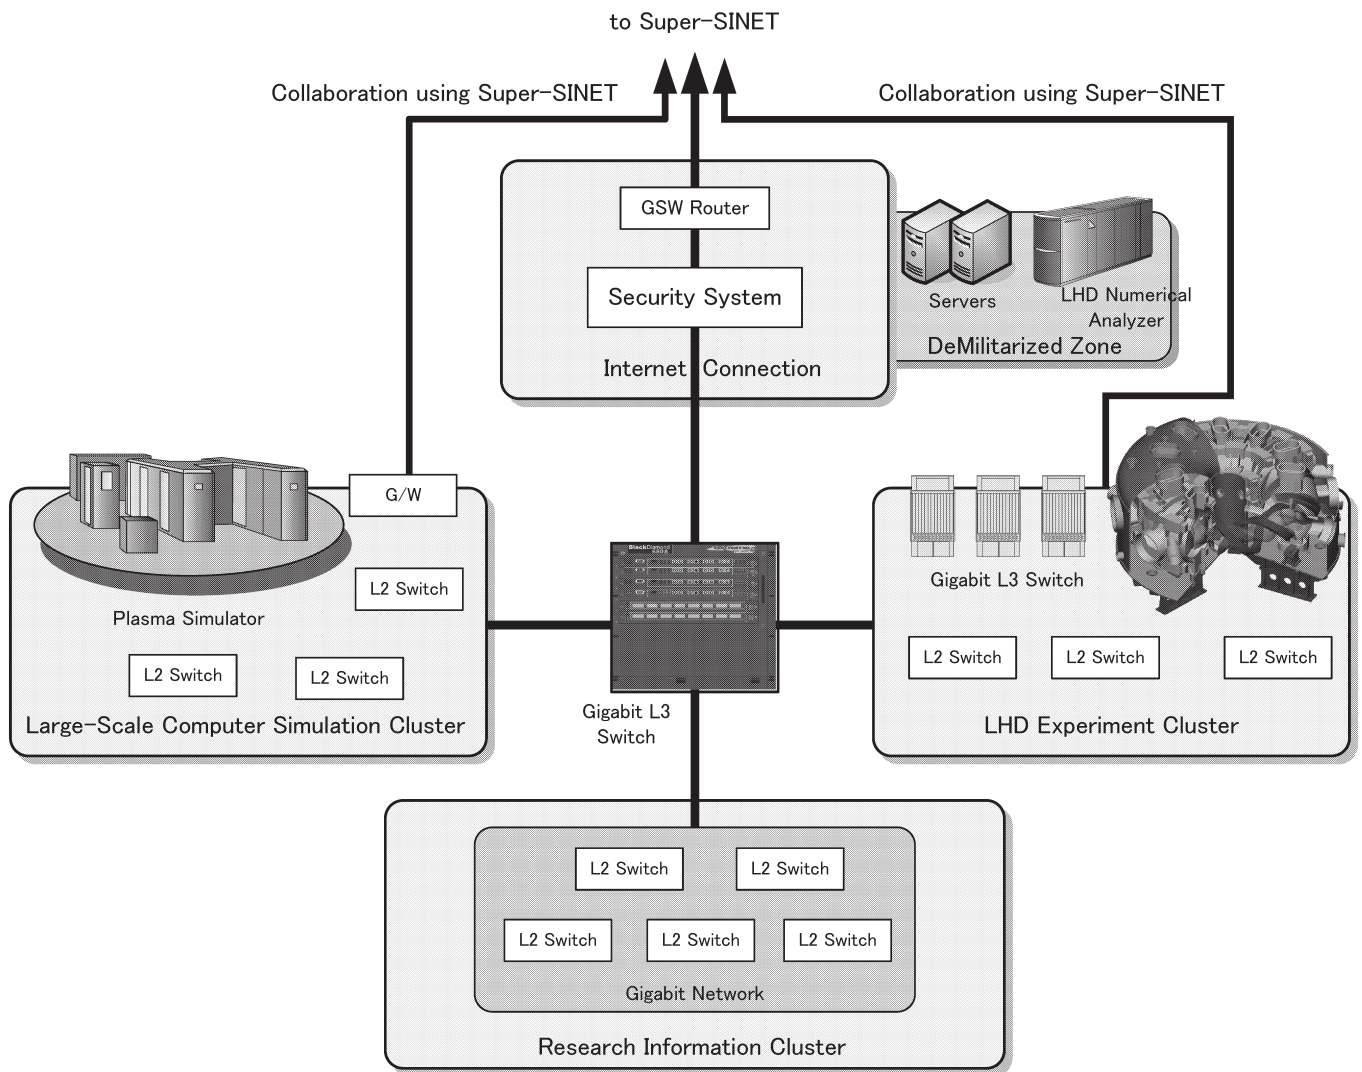 to Super-SINET
Collaboration using Super-SINET
Collaboration using Super-SINET
GSW Router
Security System
Internet Connection
Servers
LHD Numerical
Analyzer
DeMilitarized Zone
G/W
L2 Switch
Plasma Simulator
L2 Switch
L2 Switch
Large-Scale Computer Simulation Cluster
BlackDiamond
Gigabit L3
Switch
Gigabit L3 Switch
L2 Switch
L2 Switch
L2 Switch
LHD Experiment Cluster
L2 Switch
L2 Switch
L2 Switch
L2 Switch
L2 Switch
Gigabit Network
Research Information Cluster